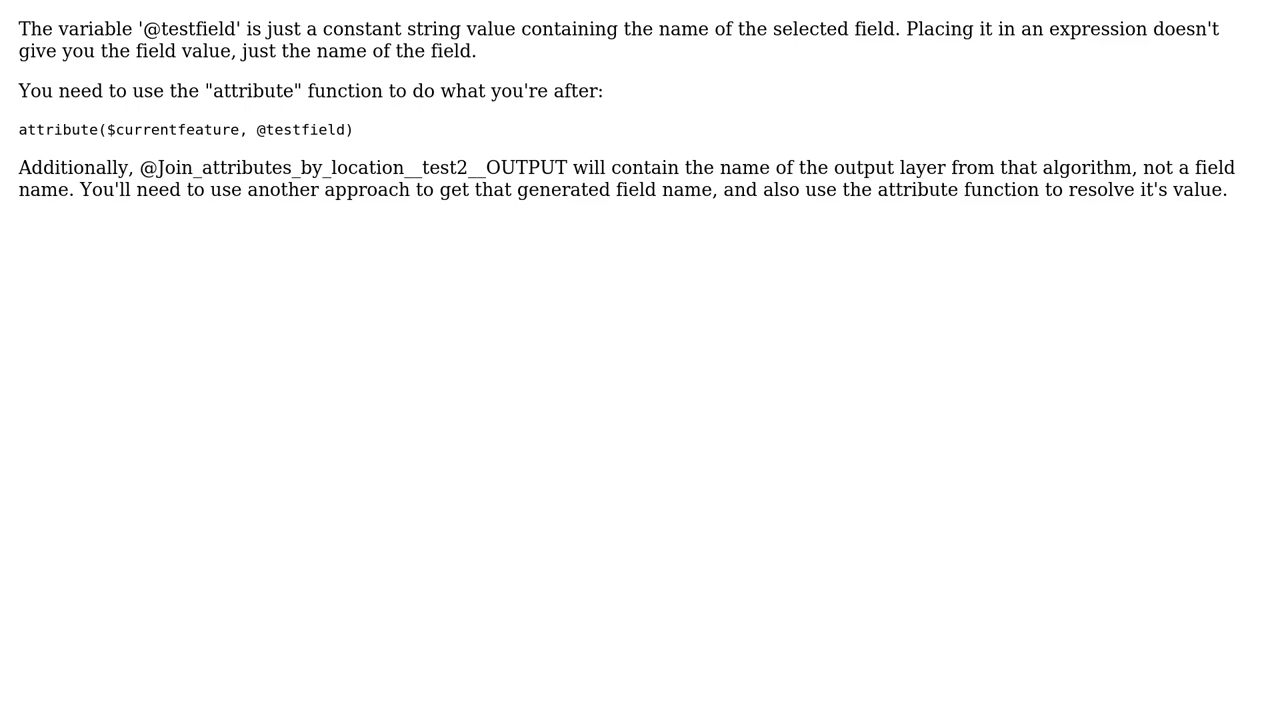 The variable '@testfield' is just a constant string value containing the name of the selected field. Placing it in an expression doesn't
give you the field value, just the name of the field.
You need to use the "attribute" function to do what you're after:
attribute($currentfeature, @testfield)
Additionally, @Join_attributes_by_location__test2__OUTPUT will contain the name of the output layer from that algorithm, not a field
name. You'll need to use another approach to get that generated field name, and also use the attribute function to resolve it's value.